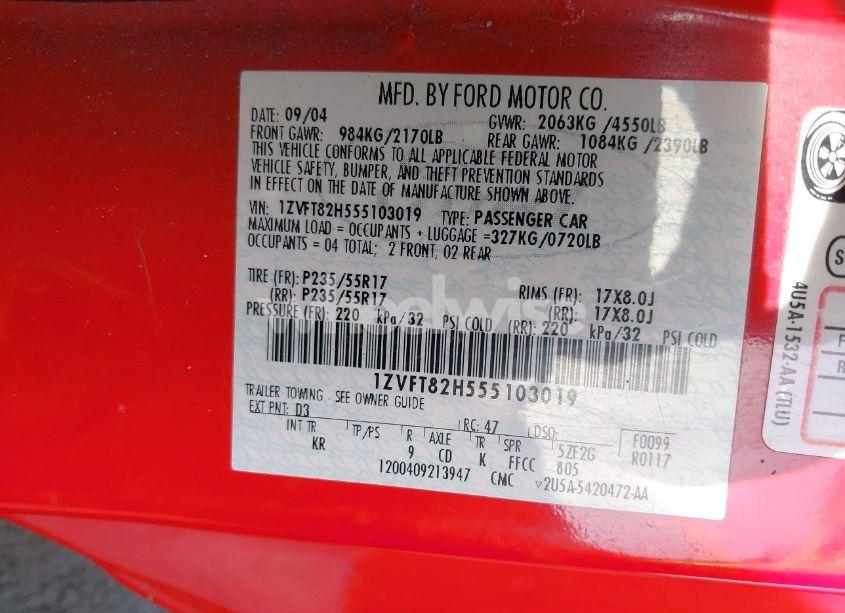 MFD. BY FORD MOTOR CO.
DATE: 09/04 GVWR: 2063KG /4550LB
FRONT GAWR: 984KG/2170LB REAR GAWR: 1084KG /2390LB
THIS VEHICLE CONFORMS TO ALL APPLICABLE FEDERAL MOTOR
VEHICLE SAFETY, BUMPER, AND THEFT PREVENTION STANDARDS
IN EFFECT ON THE DATE OF MANUFACTURE SHOWN ABOVE.
VIN: 1ZVFT82H555103019 TYPE: PASSENGER CAR
MAXIMUM LOAD = OCCUPANTS + LUGGAGE =327KG/0720LB
OCCUPANTS = 04 TOTAL; 2 FRONT, 02 REAR
TIRE (FR): P235/55R17 RIMS (FR): 17X8.0J
(RR): P235/55R17 (RR): 17X8.0J
PRESSURE (FR): 220 kPa/32 PSI COLD (RR): 220 kPa/32 PSI COLD
1ZVFT82H555103019
TRAILER TOWING - SEE OWNER GUIDE
EXT PNT: D3 RC: 47 DSO: F0099
INT TR TP/PS R AXLE TR SPR 5ZF2G R0117
KR 9 CD K FFCC 805
1200409213947 CMC ▽2U5A-5420472-AA
4U5A-1532-AA (TLU)